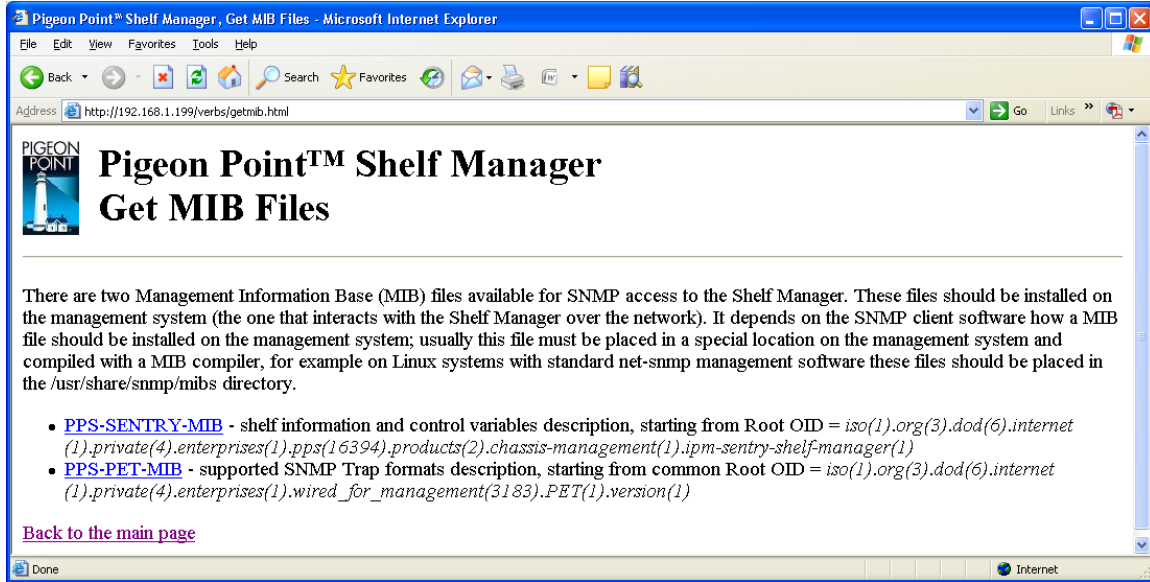 Pigeon Point™ Shelf Manager, Get MIB Files - Microsoft Internet Explorer
File Edit View Favorites Tools Help
Back Search Favorites
Address http://192.168.1.199/verbs/getmib.html Go Links »
PIGEON
POINT
Pigeon Point™ Shelf Manager
Get MIB Files
There are two Management Information Base (MIB) files available for SNMP access to the Shelf Manager. These files should be installed on
the management system (the one that interacts with the Shelf Manager over the network). It depends on the SNMP client software how a MIB
file should be installed on the management system; usually this file must be placed in a special location on the management system and
compiled with a MIB compiler, for example on Linux systems with standard net-snmp management software these files should be placed in
the /usr/share/snmp/mibs directory.
• PPS-SENTRY-MIB - shelf information and control variables description, starting from Root OID = iso(1).org(3).dod(6).internet
(1).private(4).enterprises(1).pps(16394).products(2).chassis-management(1).ipm-sentry-shelf-manager(1)
• PPS-PET-MIB - supported SNMP Trap formats description, starting from common Root OID = iso(1).org(3).dod(6).internet
(1).private(4).enterprises(1).wired_for_management(3183).PET(1).version(1)
Back to the main page
Done Internet